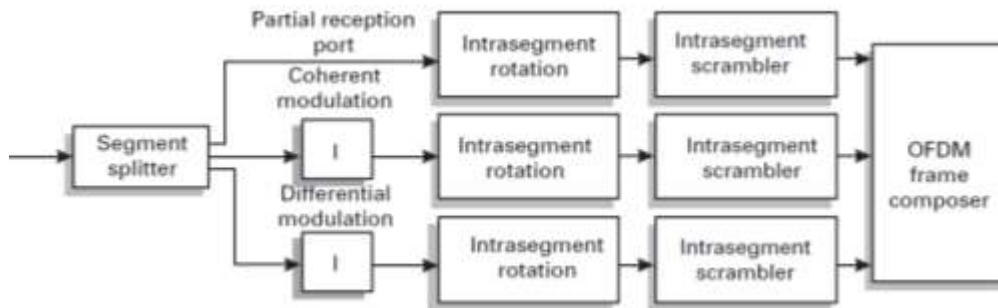 Partial reception
port
Intrasegment
rotation
Intrasegment
scrambler
Coherent
modulation
Segment
splitter
I
Intrasegment
rotation
Intrasegment
scrambler
OFDM
frame
composer
Differential
modulation
I
Intrasegment
rotation
Intrasegment
scrambler